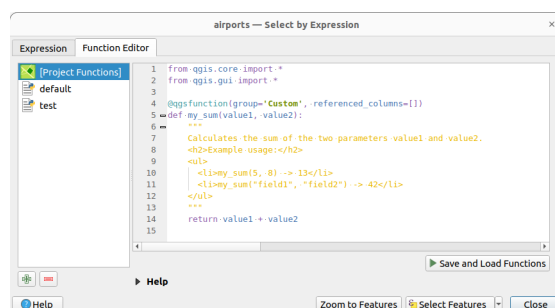 airports — Select by Expression
Expression
Function Editor
[Project Functions]
default
test
1 from qgis.core import *
2 from qgis.gui import *
3
4 @qgsfunction(group='Custom', referenced_columns=[])
5 def my_sum(value1, value2):
6 """
7 Calculates the sum of the two parameters value1 and value2.
8 <h2>Example usage:</h2>
9 <ul>
10 <li>my_sum(5, 8) -> 13</li>
11 <li>my_sum("field1", "field2") -> 42</li>
12 </ul>
13 """
14 return value1 + value2
15
Save and Load Functions
Help
Help
Zoom to Features
Select Features
Close